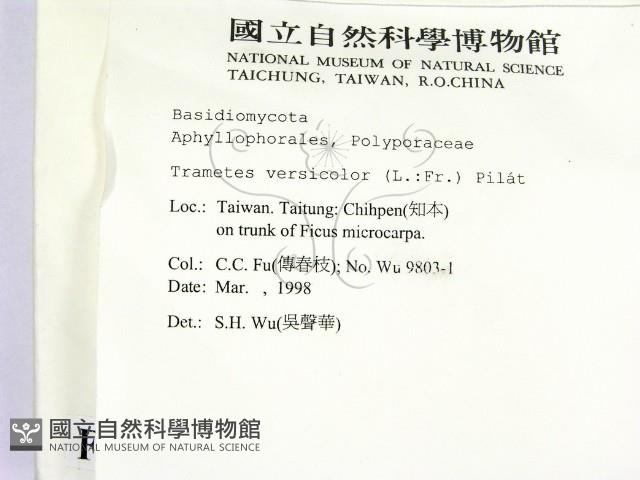 國立自然科學博物館
NATIONAL MUSEUM OF NATURAL SCIENCE
TAICHUNG, TAIWAN, R.O.CHINA
Basidiomycota
Aphyllophorales, Polyporaceae
Trametes versicolor (L.:Fr.) Pilát
Loc.: Taiwan. Taitung: Chihpen(知本)
on trunk of Ficus microcarpa.
Col.: C.C. Fu(傅春枝); No. Wu 9803-1
Date: Mar. , 1998
Det.: S.H. Wu(吳聲華)
F
國立自然科學博物館
NATIONAL MUSEUM OF NATURAL SCIENCE